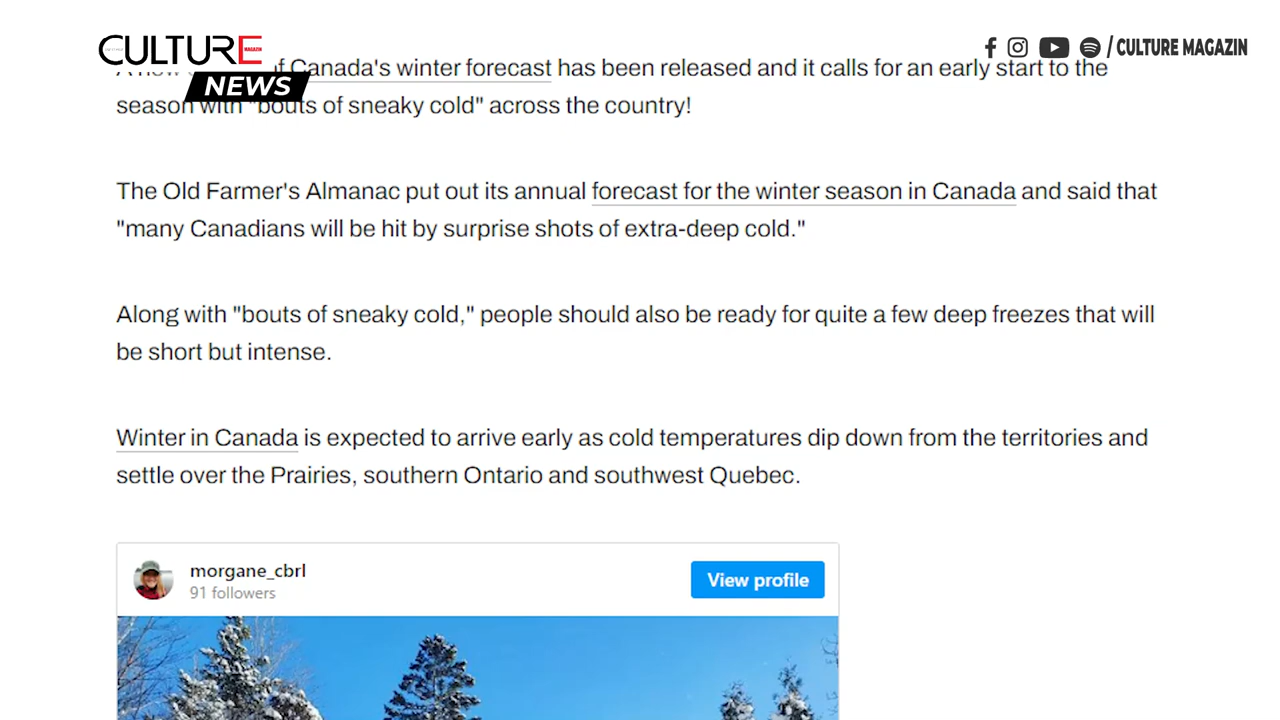 CULTURE
MAGAZIN
NEWS
/ CULTURE MAGAZIN
of Canada's winter forecast has been released and it calls for an early start to the
season with "bouts of sneaky cold" across the country!
The Old Farmer's Almanac put out its annual forecast for the winter season in Canada and said that
"many Canadians will be hit by surprise shots of extra-deep cold."
Along with "bouts of sneaky cold," people should also be ready for quite a few deep freezes that will
be short but intense.
Winter in Canada is expected to arrive early as cold temperatures dip down from the territories and
settle over the Prairies, southern Ontario and southwest Quebec.
morgane_cbrl
91 followers
View profile